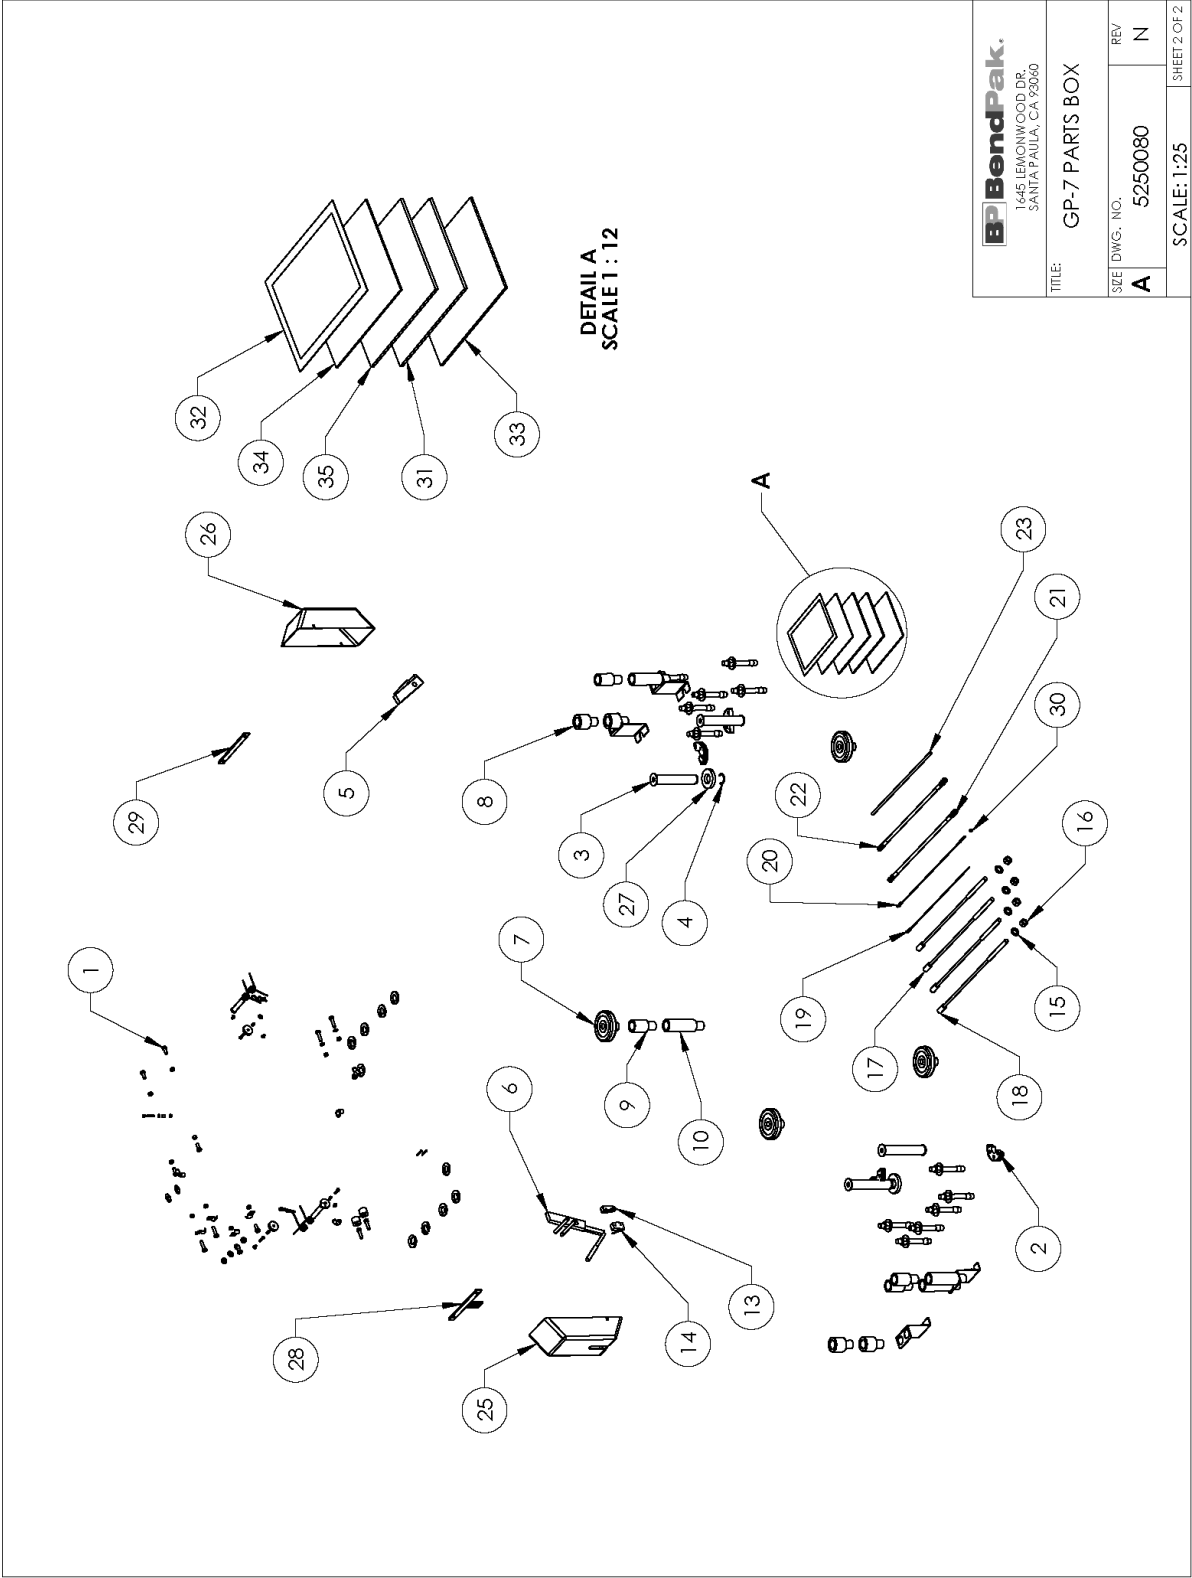 32
34
35
31
33
DETAIL A
SCALE 1 : 12
26
29
5
8
3
27
4
A
23
21
30
22
20
16
19
15
17
18
1
7
9
10
6
13
14
28
25
2
BP BendPak.
1645 LEMONWOOD DR.
SANTA PAULA, CA 93060
TITLE:
GP-7 PARTS BOX
SIZE DWG. NO. REV
A 5250080 N
SCALE: 1:25 SHEET 2 OF 2